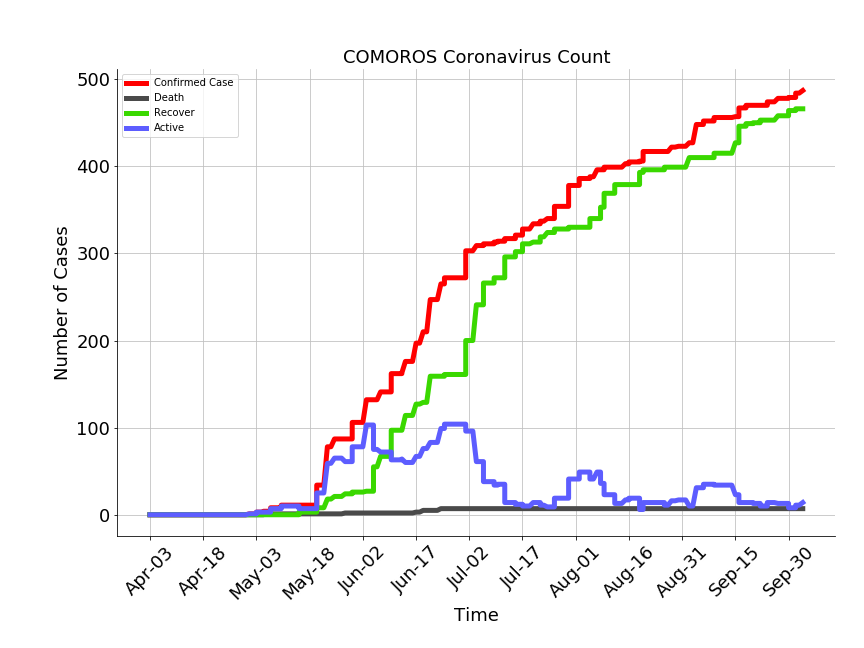 COMOROS Coronavirus Count
Confirmed Case
Death
Recover
Active
500
400
300
200
100
0
Number of Cases
Apr-03
Apr-18
May-03
May-18
Jun-02
Jun-17
Jul-02
Jul-17
Aug-01
Aug-16
Aug-31
Sep-15
Sep-30
Time